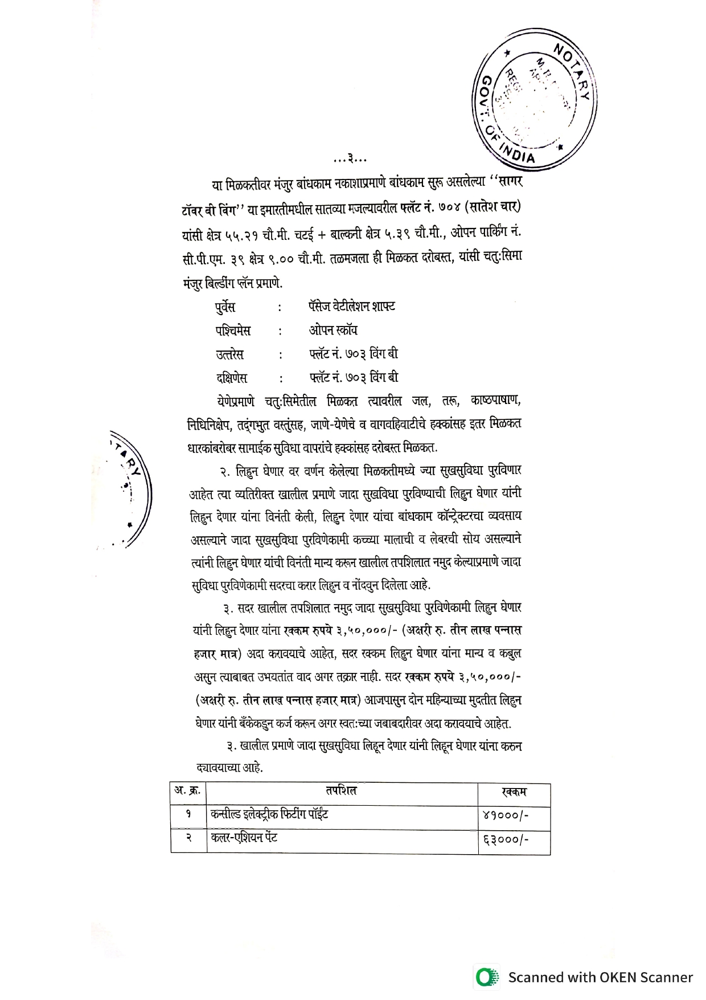 NOTARY
GOVT. OF INDIA
...३...
या मिळकतीवर मंजुर बांधकाम नकाशाप्रमाणे बांधकाम सुरू असलेल्या ‘‘सागर
टॉवर बी विंग’’ या इमारतीमधील सातव्या मजल्यावरील फ्लॅट नं. ७०४ (सातेश चार)
यांसी क्षेत्र ५५.२१ चौ.मी. चटई + बाल्कनी क्षेत्र ५.३९ चौ.मी., ओपन पार्किंग नं.
सी.पी.एम. ३९ क्षेत्र ९.०० चौ.मी. तळमजला ही मिळकत दरोबस्त, यांसी चतु:सिमा
मंजुर बिल्डींग प्लॅन प्रमाणे.
पुर्वेस : पॅसेज वेटीलेशन शाफ्ट
पश्चिमेस : ओपन स्कॉय
उत्तरेस : फ्लॅट नं. ७०३ विंग बी
दक्षिणेस : फ्लॅट नं. ७०३ विंग बी
येणेप्रमाणे चतु:सिमेतील मिळकत त्यावरील जल, तरू, काष्ठपाषाण,
निधिनिक्षेप, तद्ंगभुत वस्तुंसह, जाणे-येणेचे व वागवहिवाटीचे हक्कांसह इतर मिळकत
धारकांबरोबर सामाईक सुविधा वापरांचे हक्कांसह दरोबस्त मिळकत.
२. लिहुन घेणार वर वर्णन केलेल्या मिळकतीमध्ये ज्या सुखसुविधा पुरविणार
आहेत त्या व्यतिरीक्त खालील प्रमाणे जादा सुखविधा पुरविण्याची लिहुन घेणार यांनी
लिहुन देणार यांना विनंती केली, लिहुन देणार यांचा बांधकाम कॉन्ट्रेक्टरचा व्यवसाय
असल्याने जादा सुखसुविधा पुरविणेकामी कच्च्या मालाची व लेबरची सोय असल्याने
त्यांनी लिहुन घेणार यांची विनंती मान्य करून खालील तपशिलात नमुद केल्याप्रमाणे जादा
सुविधा पुरविणेकामी सदरचा करार लिहुन व नोंदवुन दिलेला आहे.
३. सदर खालील तपशिलात नमुद जादा सुखसुविधा पुरविणेकामी लिहुन घेणार
यांनी लिहुन देणार यांना रक्कम रुपये ३,५०,०००/- (अक्षरी रु. तीन लाख पन्नास
हजार मात्र) अदा करावयाचे आहेत, सदर रक्कम लिहुन घेणार यांना मान्य व कबुल
असुन त्याबाबत उभयतांत वाद अगर तक्रार नाही. सदर रक्कम रुपये ३,५०,०००/-
(अक्षरी रु. तीन लाख पन्नास हजार मात्र) आजपासुन दोन महिन्याच्या मुदतीत लिहुन
घेणार यांनी बँकेकडुन कर्ज करून अगर स्वत:च्या जबाबदारीवर अदा करावयाचे आहेत.
३. खालील प्रमाणे जादा सुखसुविधा लिहून देणार यांनी लिहून घेणार यांना करुन
द्यावयाच्या आहे.
अ. क्र. तपशिल रक्कम
१ कन्सील्ड इलेक्ट्रीक फिटींग पॉईंट ४१०००/-
२ कलर-एशियन पेंट ६३०००/-
Scanned with OKEN Scanner